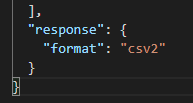 ],
"response": {
"format": "csv2"
}
}